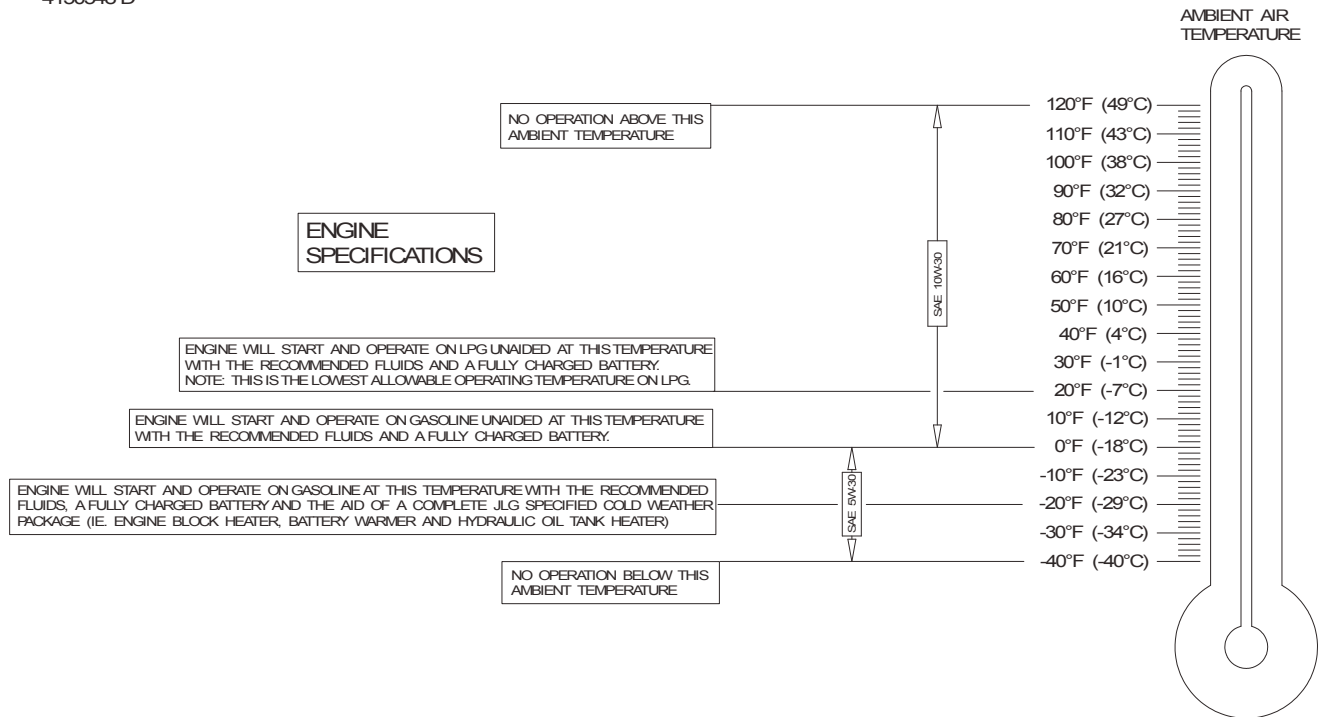 AMBIENT AIR
TEMPERATURE
120°F (49°C)
NO OPERATION ABOVE THIS
AMBIENT TEMPERATURE
110°F (43°C)
100°F (38°C)
90°F (32°C)
80°F (27°C)
ENGINE
SPECIFICATIONS
70°F (21°C)
SAE 10W-30
60°F (16°C)
50°F (10°C)
40°F (4°C)
ENGINE WILL START AND OPERATE ON LPG UNAIDED AT THIS TEMPERATURE
WITH THE RECOMMENDED FLUIDS AND A FULLY CHARGED BATTERY.
NOTE: THIS IS THE LOWEST ALLOWABLE OPERATING TEMPERATURE ON LPG.
30°F (-1°C)
20°F (-7°C)
ENGINE WILL START AND OPERATE ON GASOLINE UNAIDED AT THIS TEMPERATURE
WITH THE RECOMMENDED FLUIDS AND A FULLY CHARGED BATTERY.
10°F (-12°C)
0°F (-18°C)
-10°F (-23°C)
ENGINE WILL START AND OPERATE ON GASOLINE AT THIS TEMPERATURE WITH THE RECOMMENDED
FLUIDS, A FULLY CHARGED BATTERY AND THE AID OF A COMPLETE JLG SPECIFIED COLD WEATHER
PACKAGE (IE. ENGINE BLOCK HEATER, BATTERY WARMER AND HYDRAULIC OIL TANK HEATER)
SAE 5W-30
-20°F (-29°C)
-30°F (-34°C)
-40°F (-40°C)
NO OPERATION BELOW THIS
AMBIENT TEMPERATURE